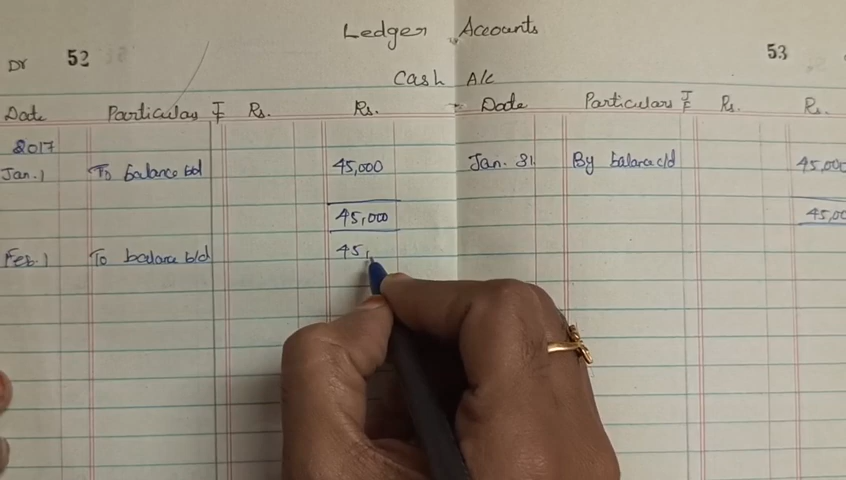 Ledger Accounts
Dr 52 53
Cash A/c
Date Particulars J F Rs. Rs. Date Particulars J F Rs. Rs.
2017
Jan. 1 To balance b/d 45,000 Jan. 31 By balance c/d 45,000
45,000 45,00
Feb. 1 To balance b/d 45,